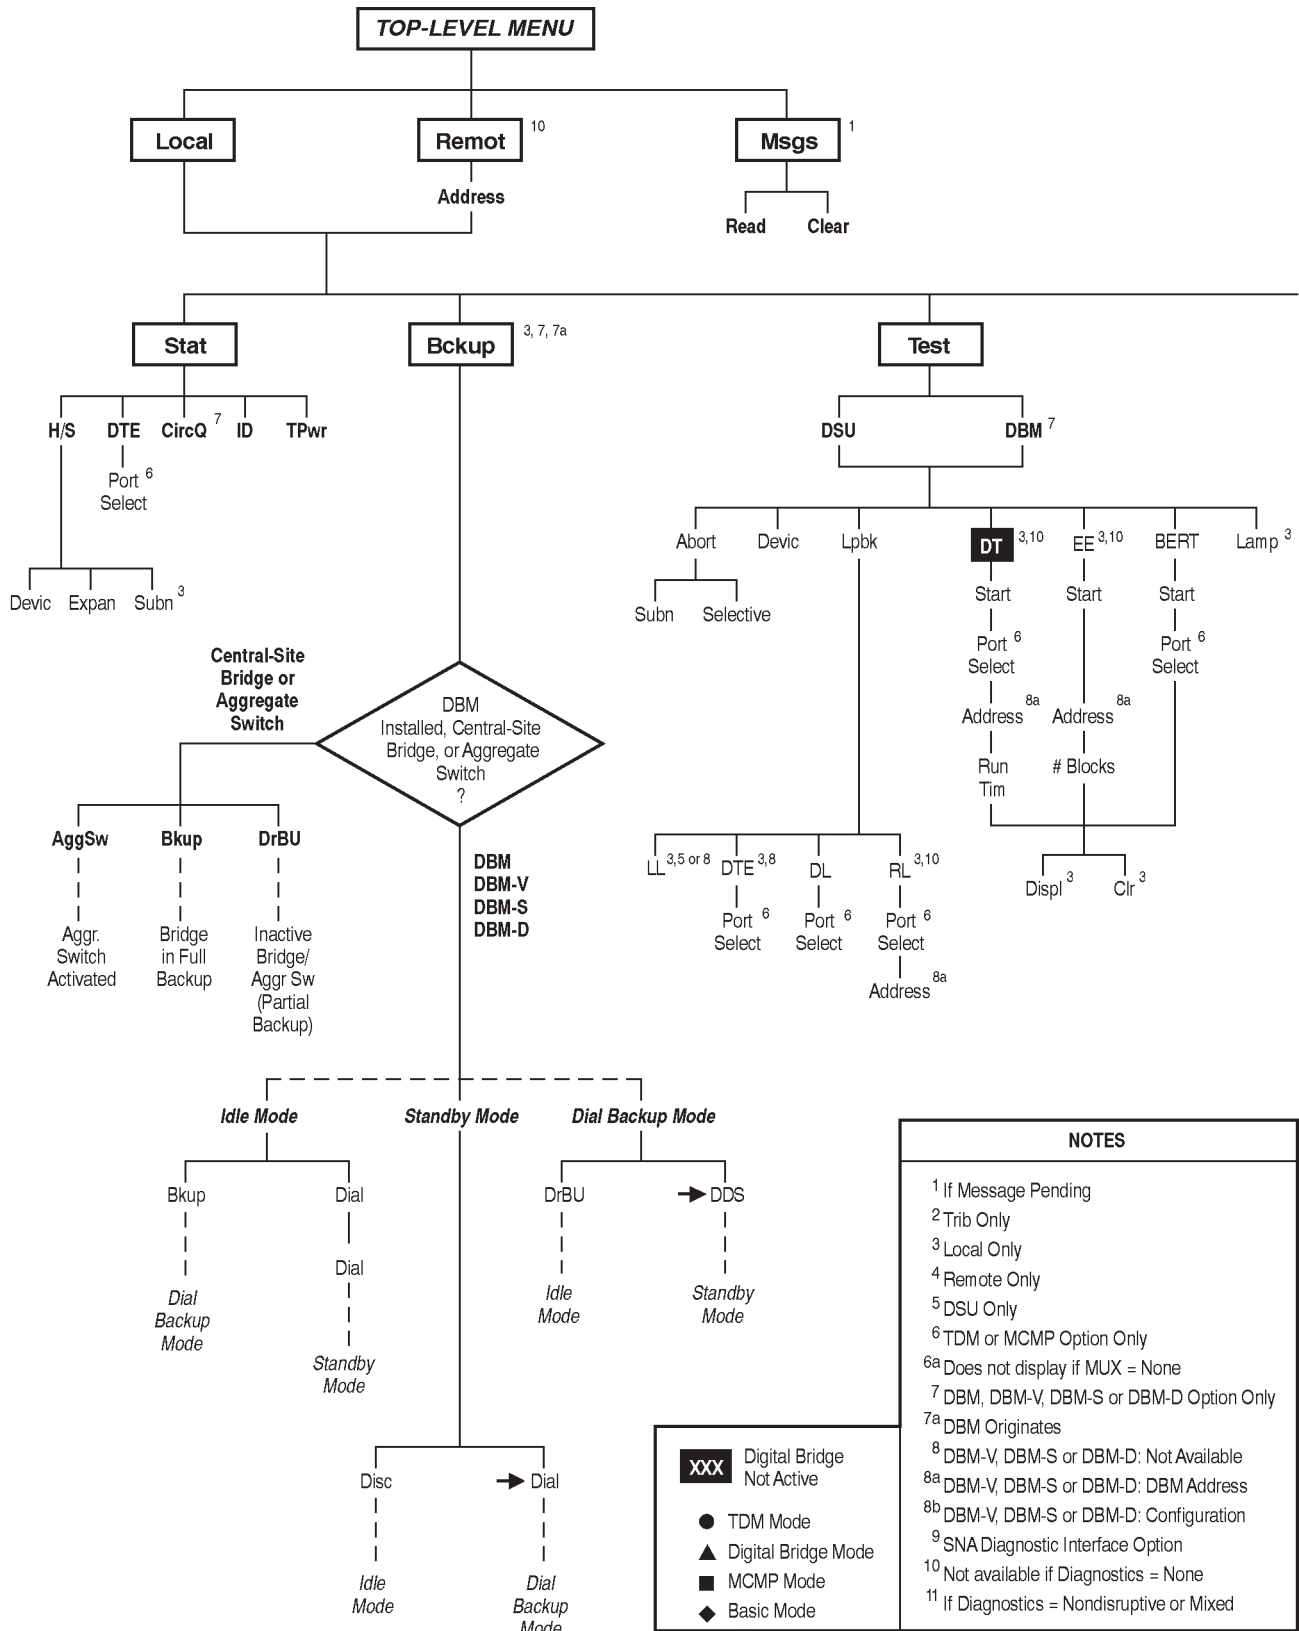 TOP-LEVEL MENU
Local
Remot 10
Msgs 1
Address
Read
Clear
Stat
Bckup 3, 7, 7a
Test
H/S
DTE
CircQ 7
ID
TPwr
Port 6
Select
Devic
Expan
Subn 3
DSU
DBM 7
Abort
Devic
Lpbk
DT 3,10
EE 3,10
BERT
Lamp 3
Subn
Selective
Start
Start
Start
Port 6
Select
Port 6
Select
Address 8a
Address 8a
Run
Tim
# Blocks
Displ 3
Clr 3
LL 3,5 or 8
DTE 3,8
DL
RL 3,10
Port 6
Select
Port 6
Select
Port 6
Select
Address 8a
Central-Site
Bridge or
Aggregate
Switch
DBM
Installed, Central-Site
Bridge, or Aggregate
Switch
?
AggSw
Bkup
DrBU
Aggr.
Switch
Activated
Bridge
in Full
Backup
Inactive
Bridge/
Aggr Sw
(Partial
Backup)
DBM
DBM-V
DBM-S
DBM-D
Idle Mode
Standby Mode
Dial Backup Mode
Bkup
Dial
Dial
Backup
Mode
Dial
Standby
Mode
DrBU
DDS
Idle
Mode
Standby
Mode
Disc
Dial
Idle
Mode
Dial
Backup
Mode
XXX
Digital Bridge
Not Active
TDM Mode
Digital Bridge Mode
MCMP Mode
Basic Mode
NOTES
1 If Message Pending
2 Trib Only
3 Local Only
4 Remote Only
5 DSU Only
6 TDM or MCMP Option Only
6a Does not display if MUX = None
7 DBM, DBM-V, DBM-S or DBM-D Option Only
7a DBM Originates
8 DBM-V, DBM-S or DBM-D: Not Available
8a DBM-V, DBM-S or DBM-D: DBM Address
8b DBM-V, DBM-S or DBM-D: Configuration
9 SNA Diagnostic Interface Option
10 Not available if Diagnostics = None
11 If Diagnostics = Nondisruptive or Mixed